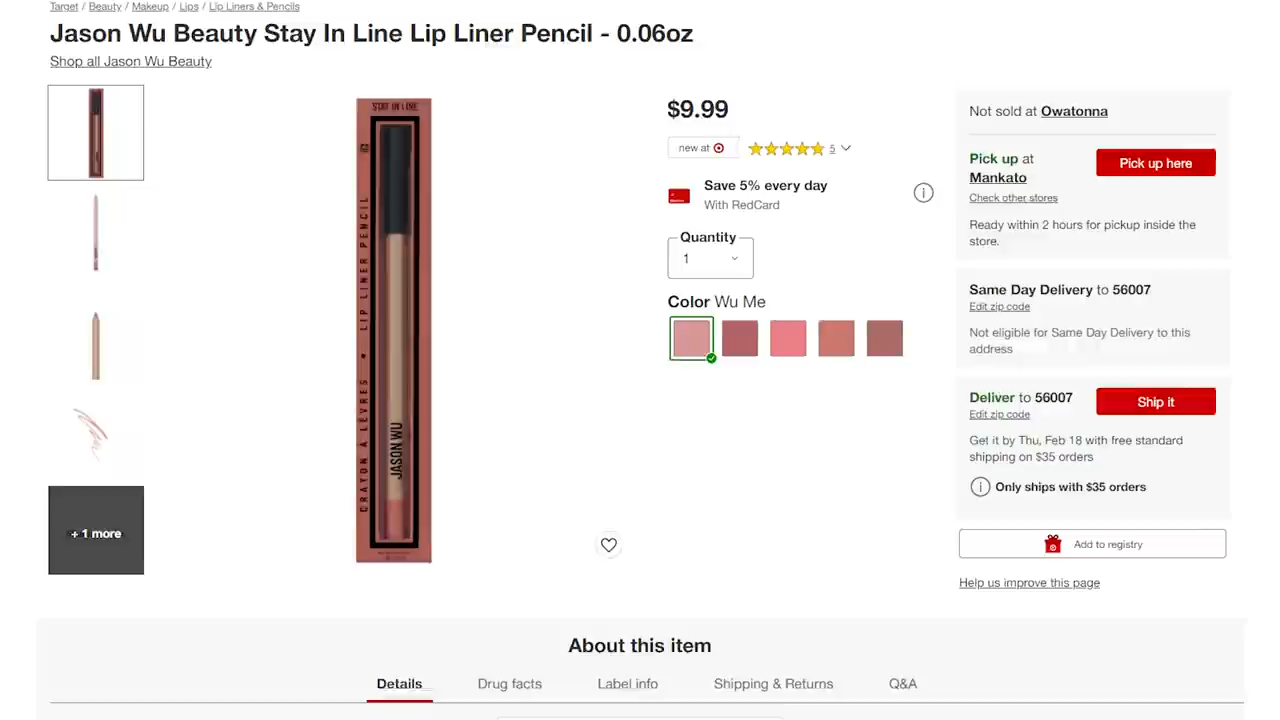 Target / Beauty / Makeup / Lips / Lip Liners & Pencils
Jason Wu Beauty Stay In Line Lip Liner Pencil - 0.06oz
Shop all Jason Wu Beauty
+ 1 more
STAY IN LINE
CRAYON À LÈVRES • LIP LINER PENCIL
JASON WU
$9.99
new at
5
Save 5% every day
With RedCard
Quantity
1
Color Wu Me
Not sold at Owatonna
Pick up at
Mankato
Pick up here
Check other stores
Ready within 2 hours for pickup inside the
store.
Same Day Delivery to 56007
Edit zip code
Not eligible for Same Day Delivery to this
address
Deliver to 56007
Ship it
Edit zip code
Get it by Thu, Feb 18 with free standard
shipping on $35 orders
Only ships with $35 orders
Add to registry
Help us improve this page
About this item
Details
Drug facts
Label info
Shipping & Returns
Q&A